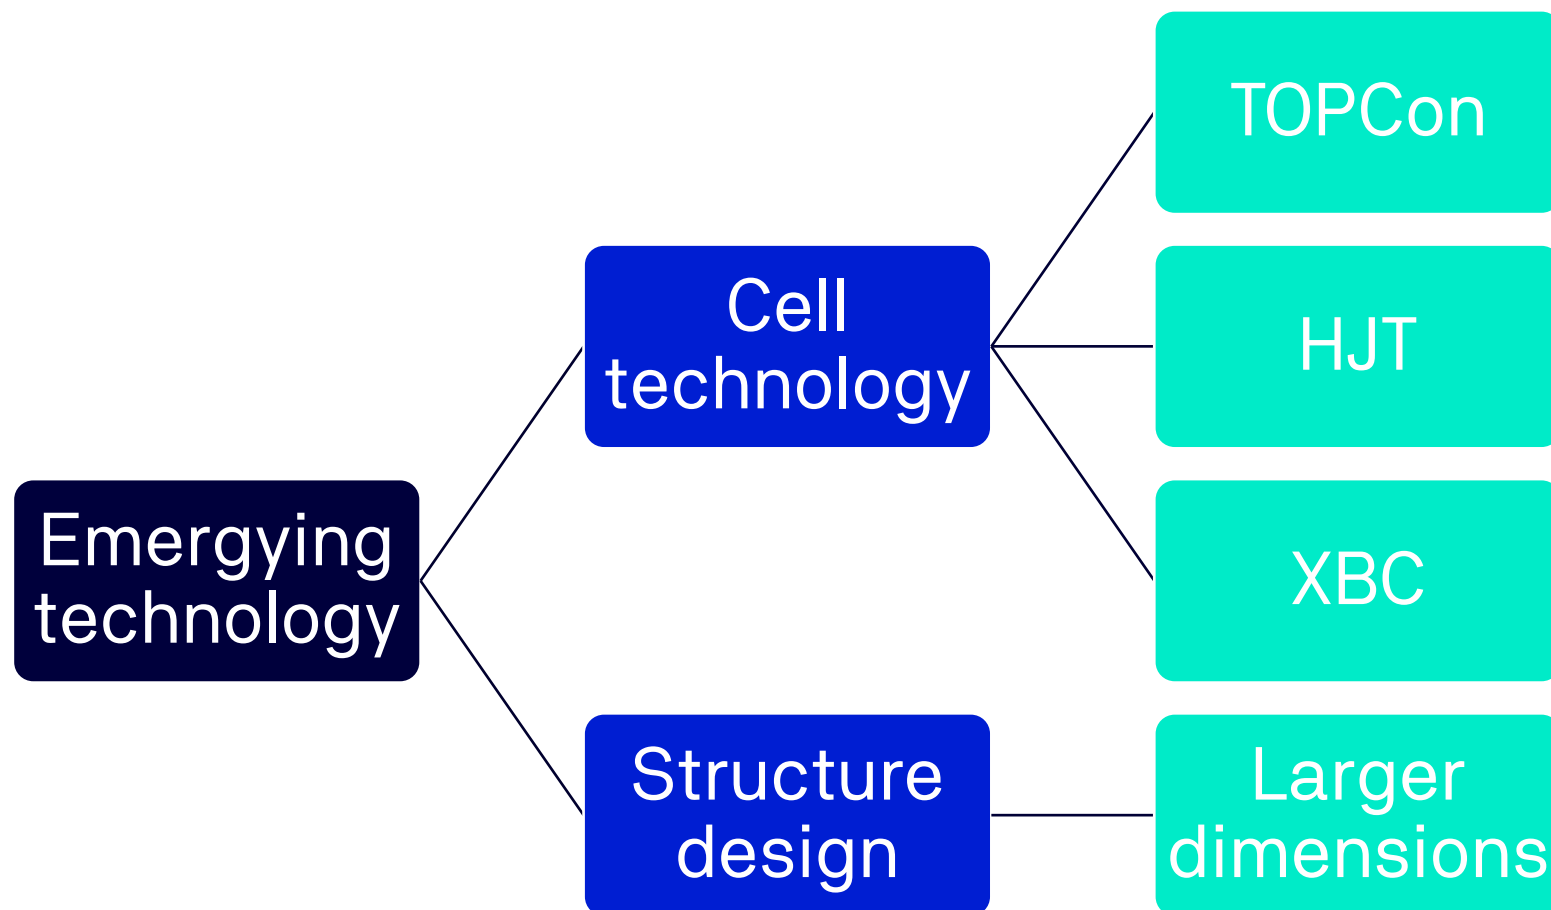 TOPCon
Cell
technology
HJT
Emergying
technology
XBC
Structure
design
Larger
dimensions